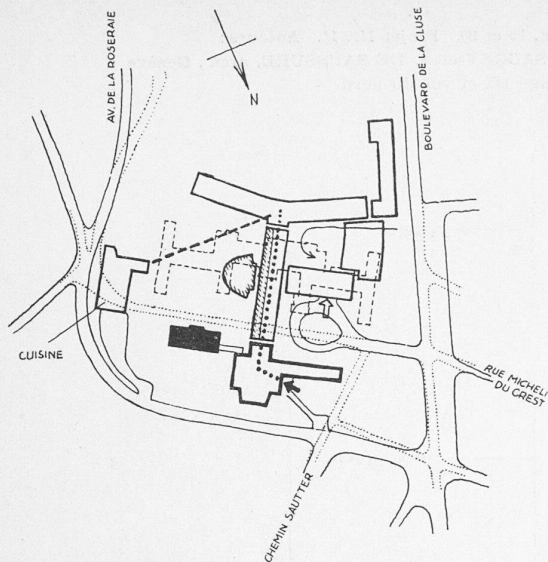 AV. DE LA ROSERAIE
BOULEVARD DE LA CLUSE
N
CUISINE
RUE MICHELI
DU CREST
CHEMIN SAUTTER